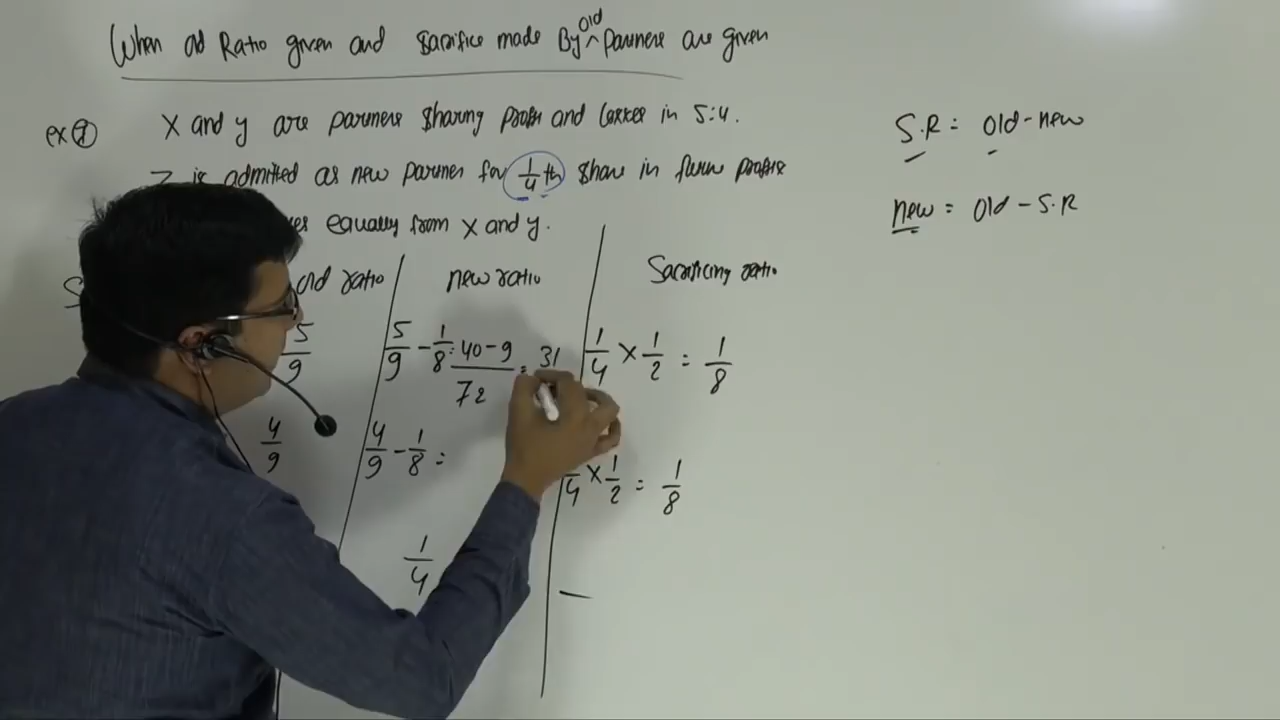 When old Ratio given and sacrifice made By old partners are given
ex ⑦ X and y are partners sharing profit and losses in 5:4.
Z is admitted as new partner for 1/4 th share in firm profits
equally from X and y.
old ratio
new ratio
Sacrificing ratio
5/9
5/9 - 1/8 = 40-9/72 = 31
1/4 × 1/2 = 1/8
4/9
4/9 - 1/8 =
1/4 × 1/2 = 1/8
1/4
—
S.R = Old - new
new = Old - S.R